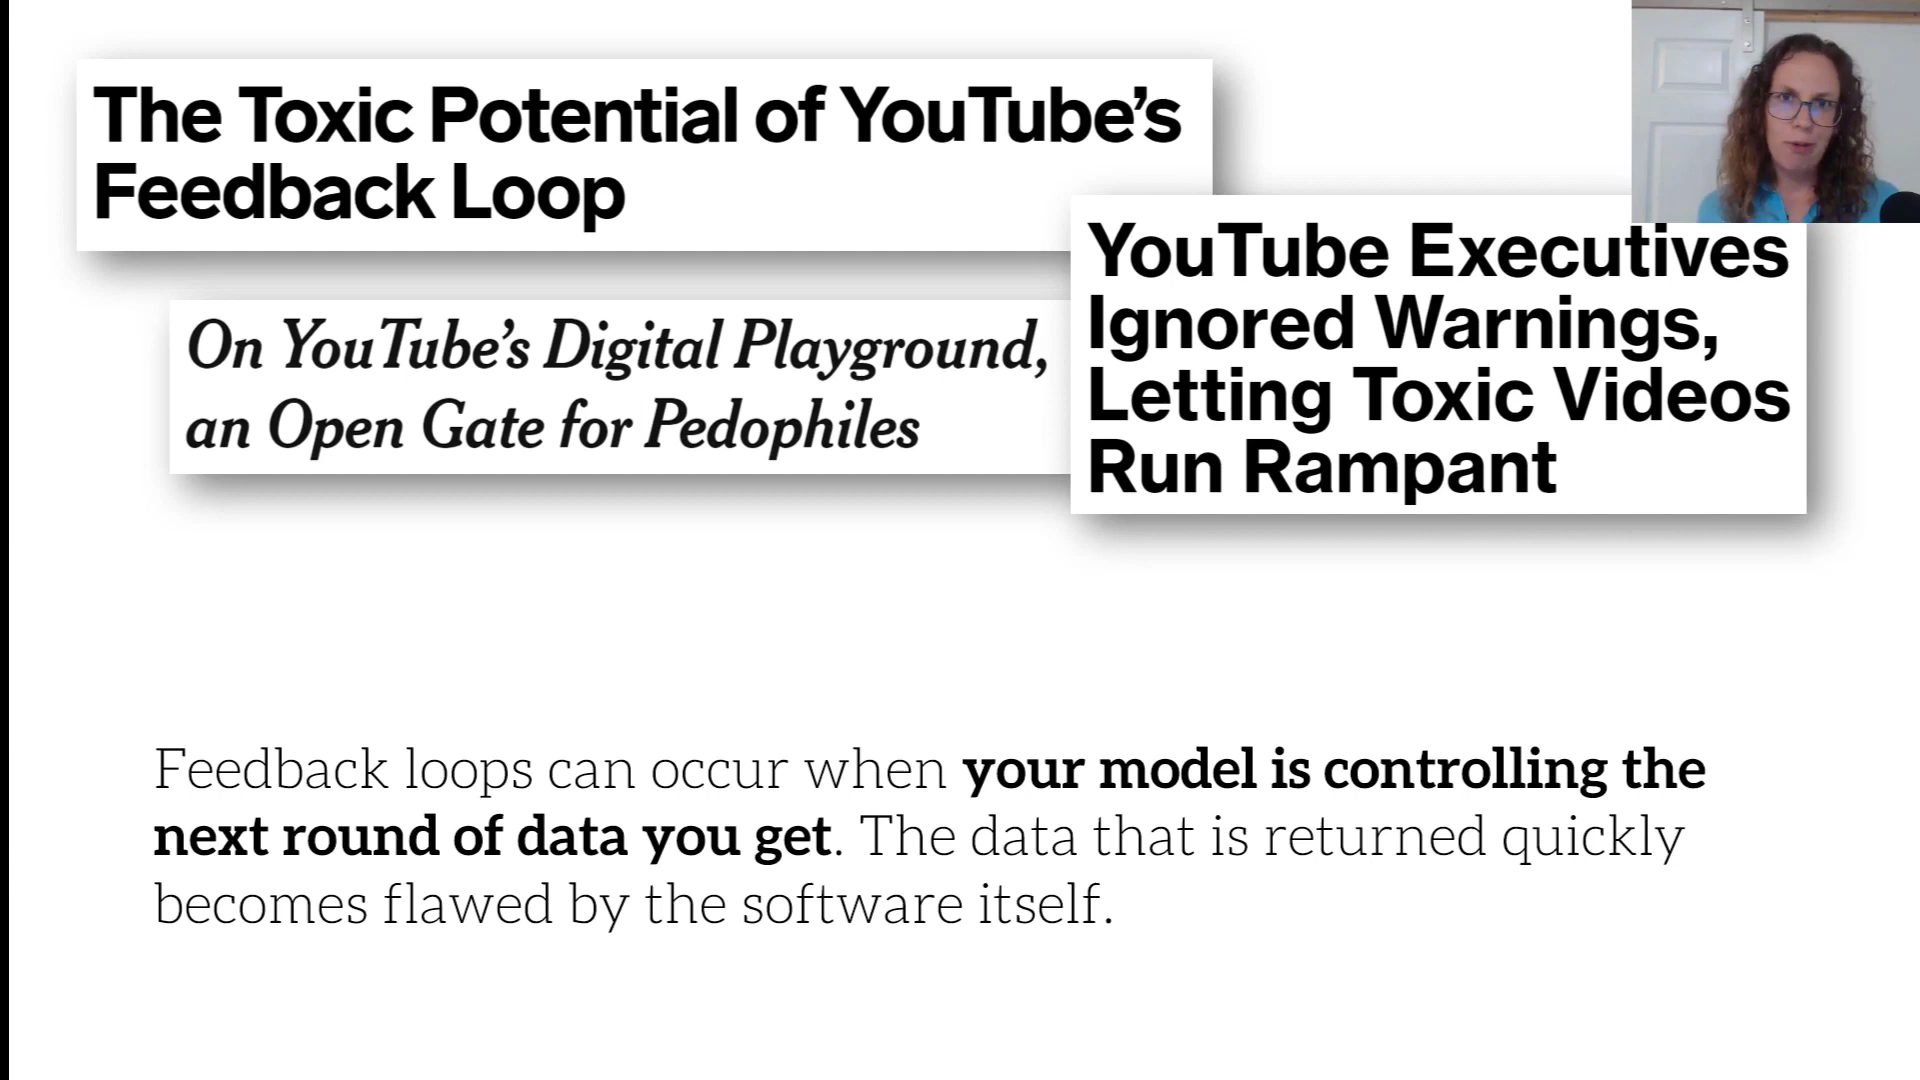 The Toxic Potential of YouTube’s
Feedback Loop
On YouTube’s Digital Playground,
an Open Gate for Pedophiles
YouTube Executives
Ignored Warnings,
Letting Toxic Videos
Run Rampant
Feedback loops can occur when your model is controlling the
next round of data you get. The data that is returned quickly
becomes flawed by the software itself.